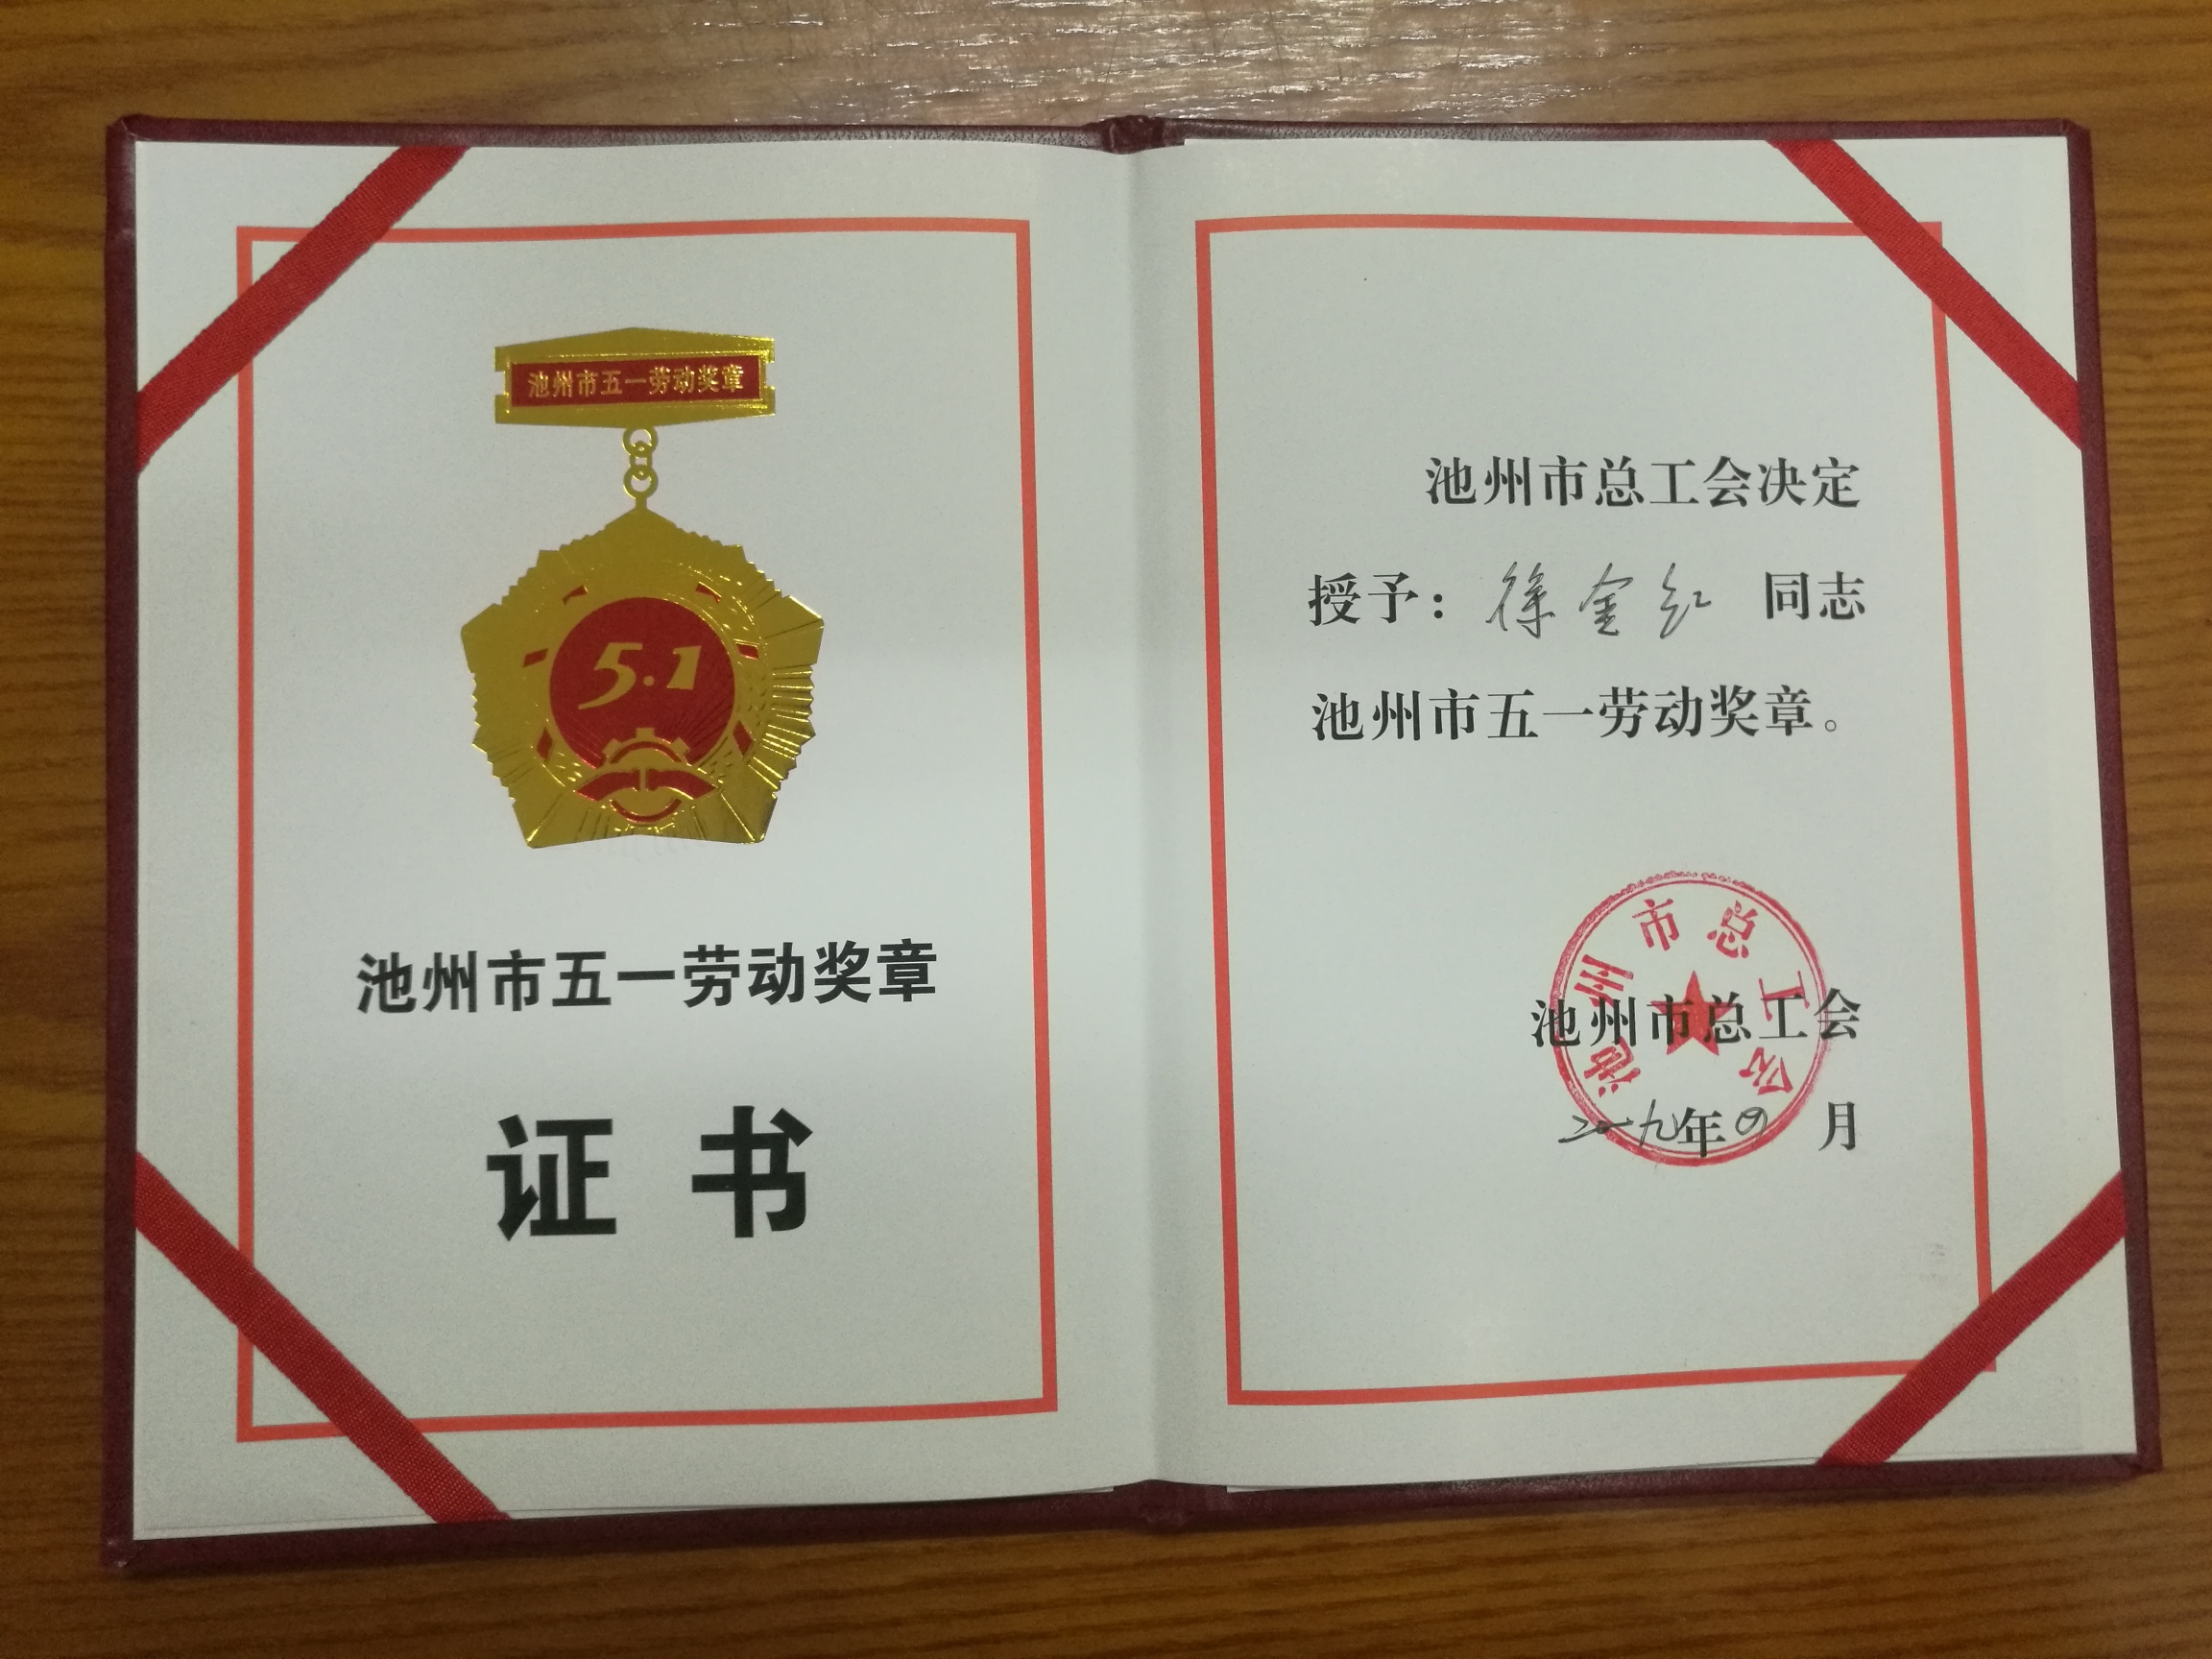 池州市五一劳动奖章
5.1
池州市五一劳动奖章
证 书
池州市总工会决定
授予：徐金红 同志
池州市五一劳动奖章。
池州市总工会
池州市总工会
二〇一九年四月